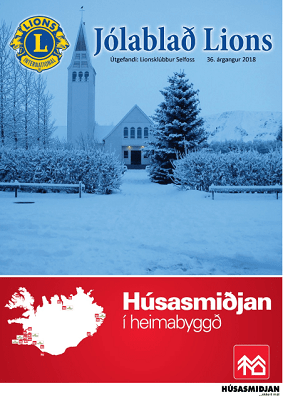 LIONS
L
INTERNATIONAL
Jólablað Lions
Útgefandi: Lionsklúbbur Selfoss 36. árgangur 2018
Húsasmiðjan
í heimabyggð
HÚSASMIÐJAN